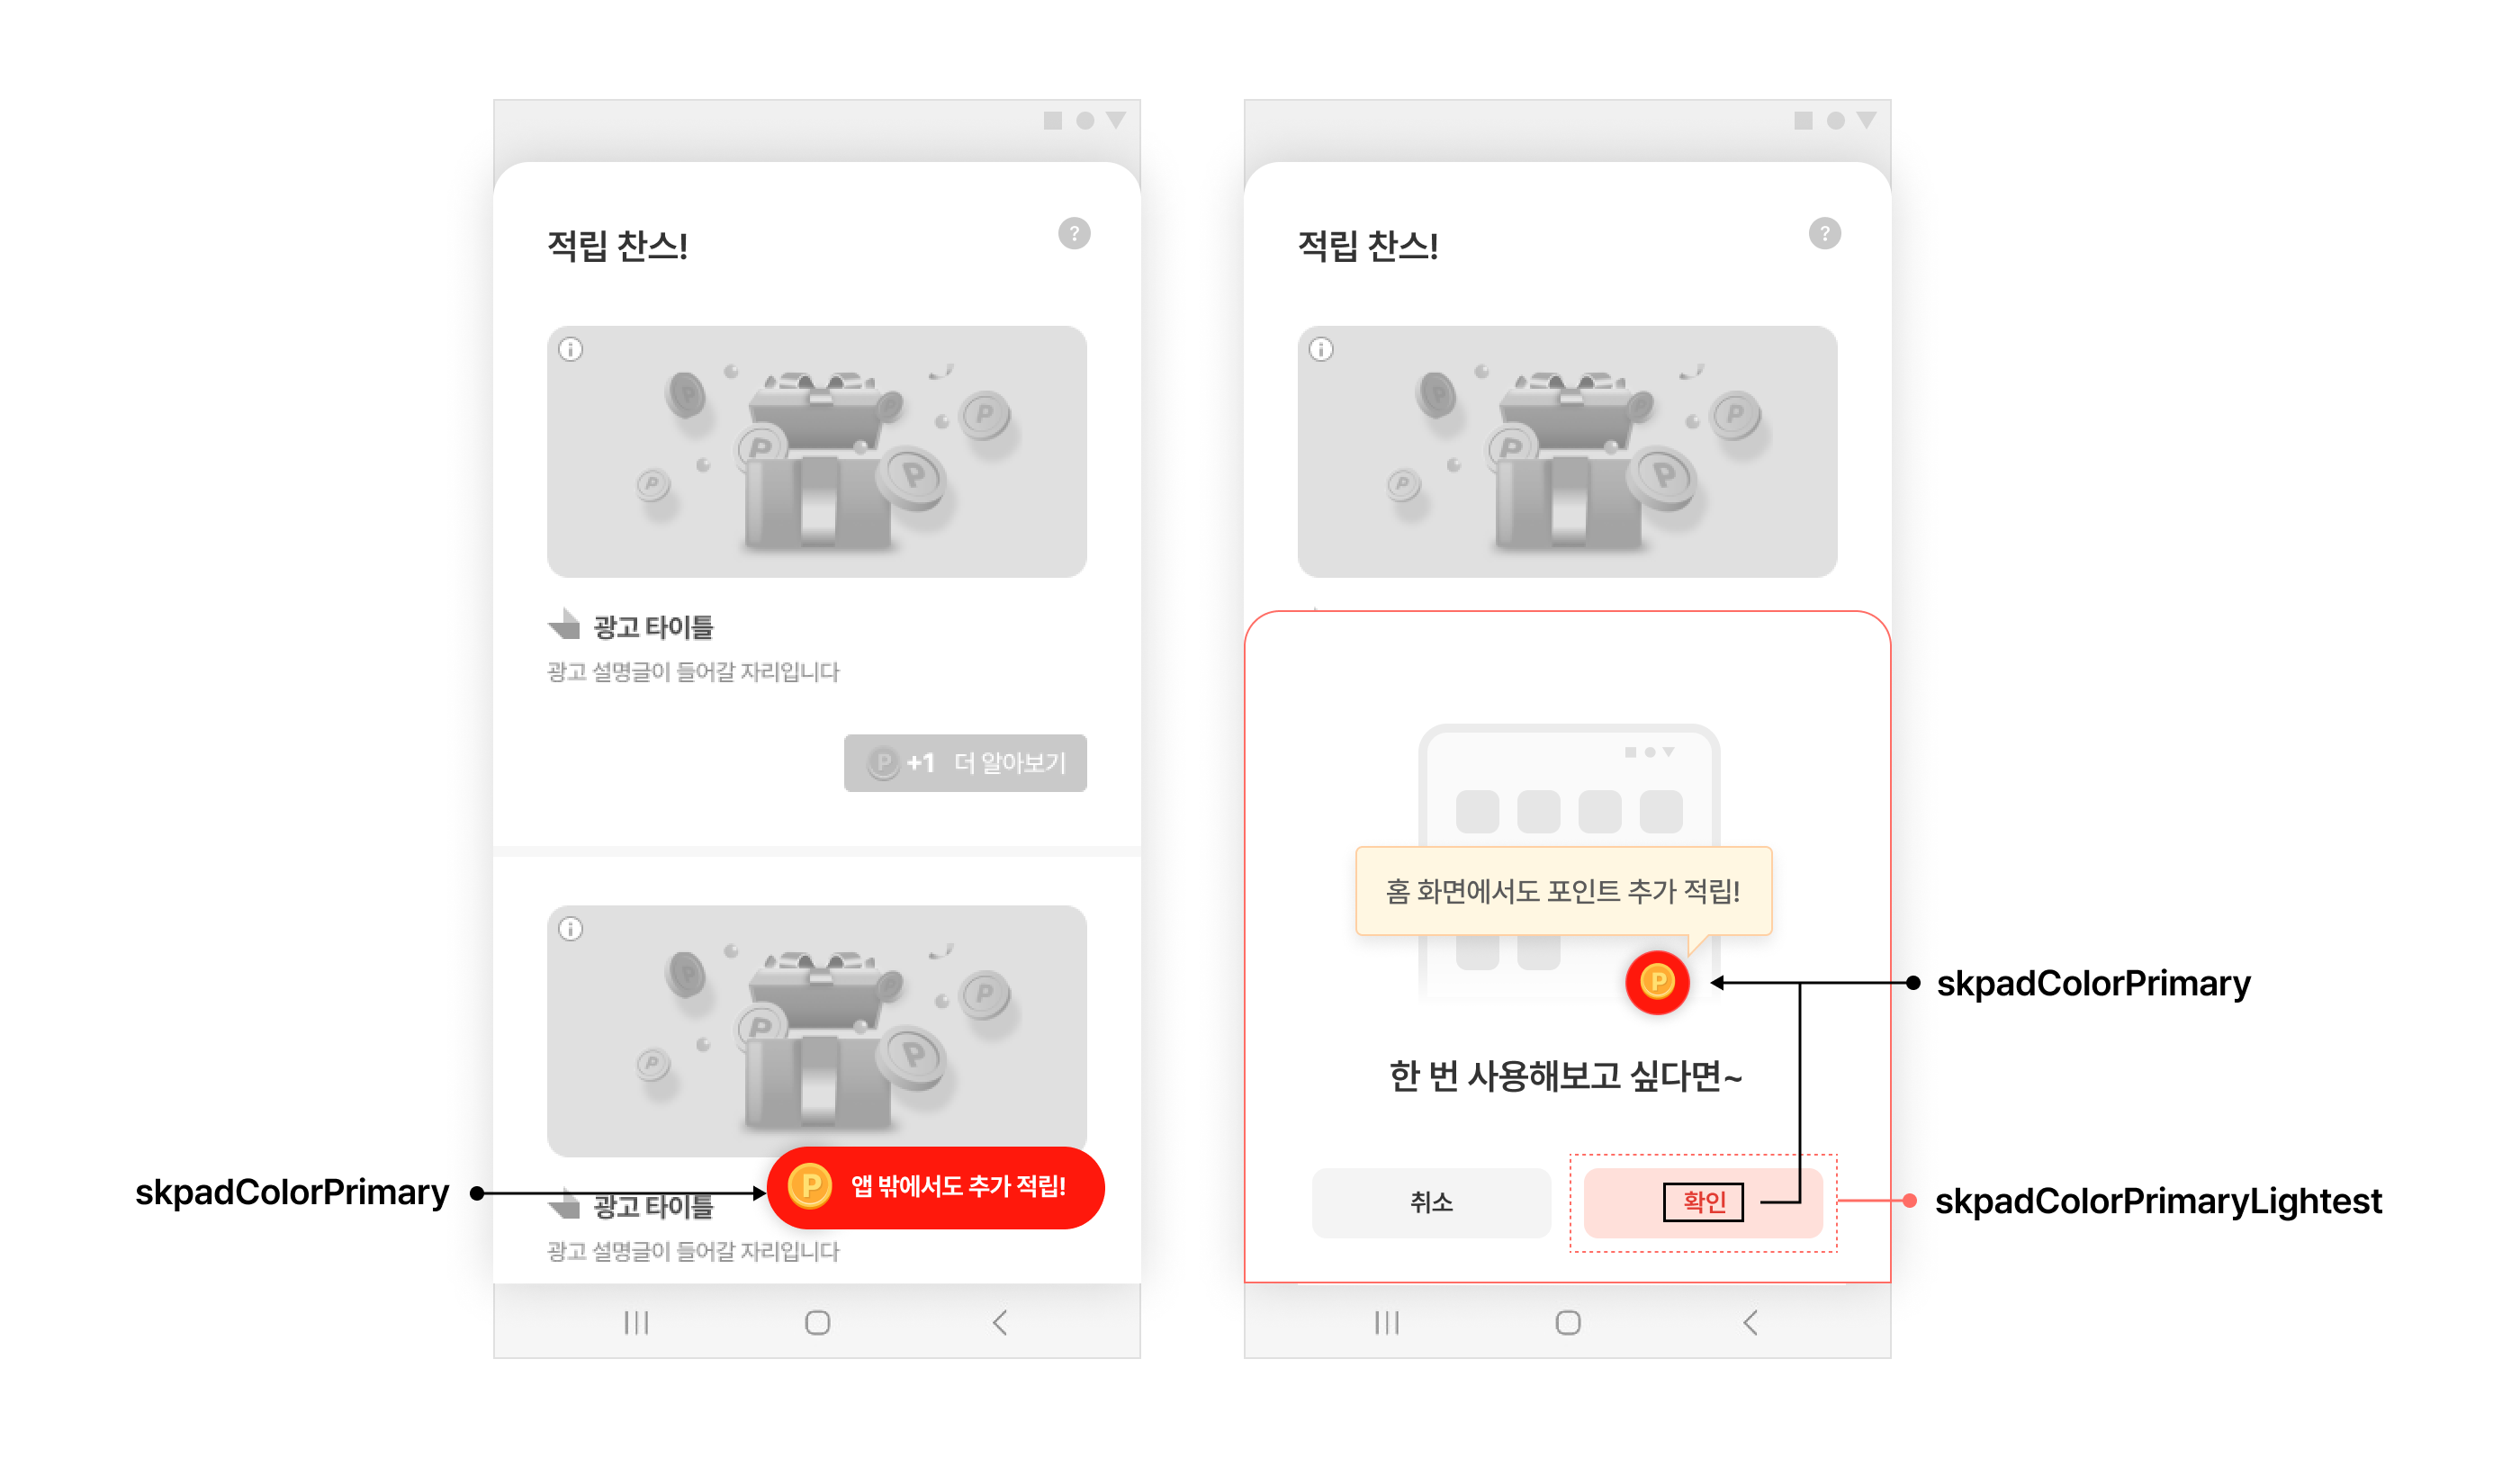 적립 찬스!
?
광고 타이틀
광고 설명글이 들어갈 자리입니다
P +1 더 알아보기
skpadColorPrimary
P 앱 밖에서도 추가 적립!
광고 타이틀
광고 설명글이 들어갈 자리입니다
적립 찬스!
?
홈 화면에서도 포인트 추가 적립!
P
skpadColorPrimary
한 번 사용해보고 싶다면~
취소
확인
skpadColorPrimaryLightest